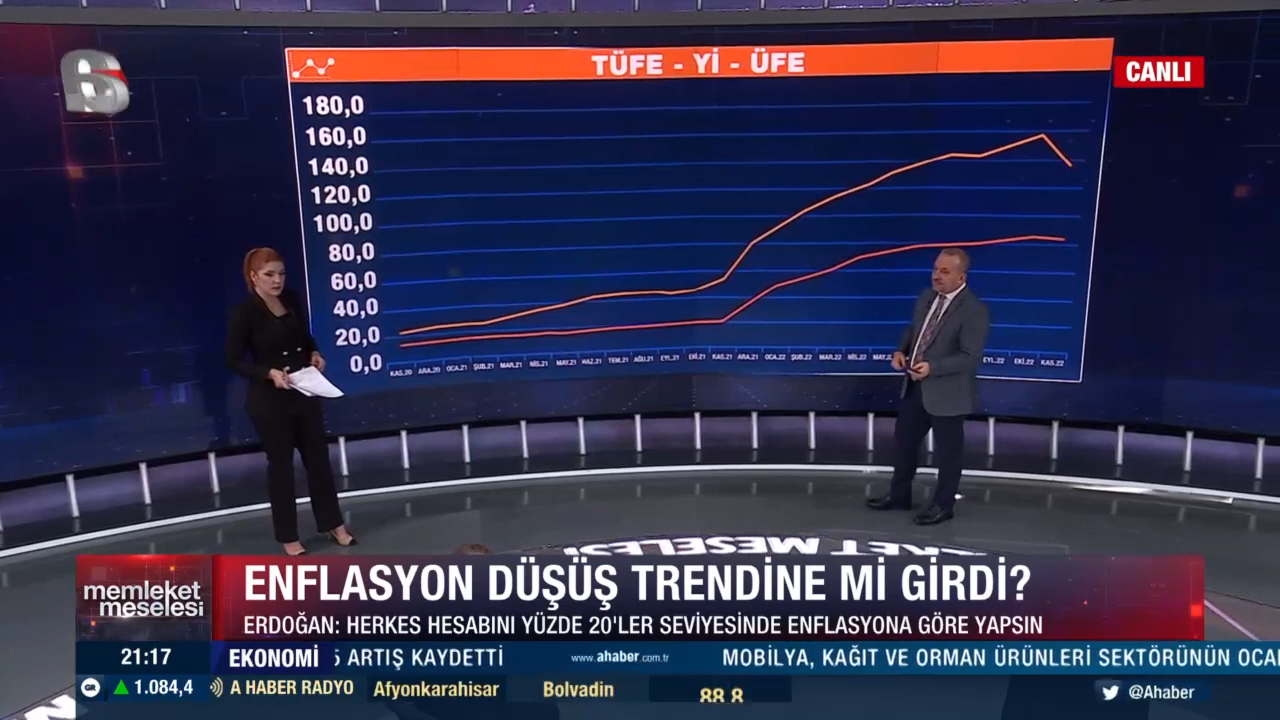 TÜFE - Yİ - ÜFE
CANLI
180,0
160,0
140,0
120,0
100,0
80,0
60,0
40,0
20,0
0,0
KAS.20 ARA.20 OCA.21 ŞUB.21 MAR.21 NİS.21 MAY.21 HAZ.21 TEM.21 AĞU.21 EYL.21 EKİ.21 KAS.21 ARA.21 OCA.22 ŞUB.22 MAR.22 NİS.22 MAY.2 EYL.22 EKİ.22 KAS.22
MESELESİ
memleket
meselesi
ENFLASYON DÜŞÜŞ TRENDİNE Mİ GİRDİ?
ERDOĞAN: HERKES HESABINI YÜZDE 20'LER SEVİYESİNDE ENFLASYONA GÖRE YAPSIN
21:17 EKONOMİ ARTIŞ KAYDETTİ www.ahaber.com.tr MOBİLYA, KAĞIT VE ORMAN ÜRÜNLERİ SEKTÖRÜNÜN OCA
GR 1.084,4 A HABER RADYO Afyonkarahisar Bolvadin 88.8 @Ahaber